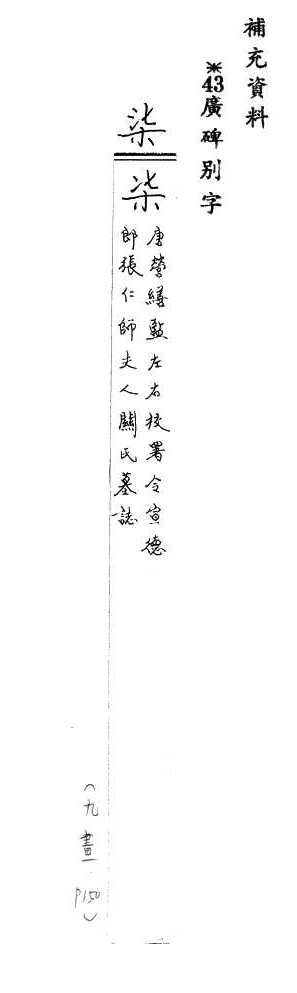 補充資料
*43廣碑別字
柒
柒
唐營繕監左右校署令宣德
郎張仁師夫人關氏墓誌
(九畫 p150)